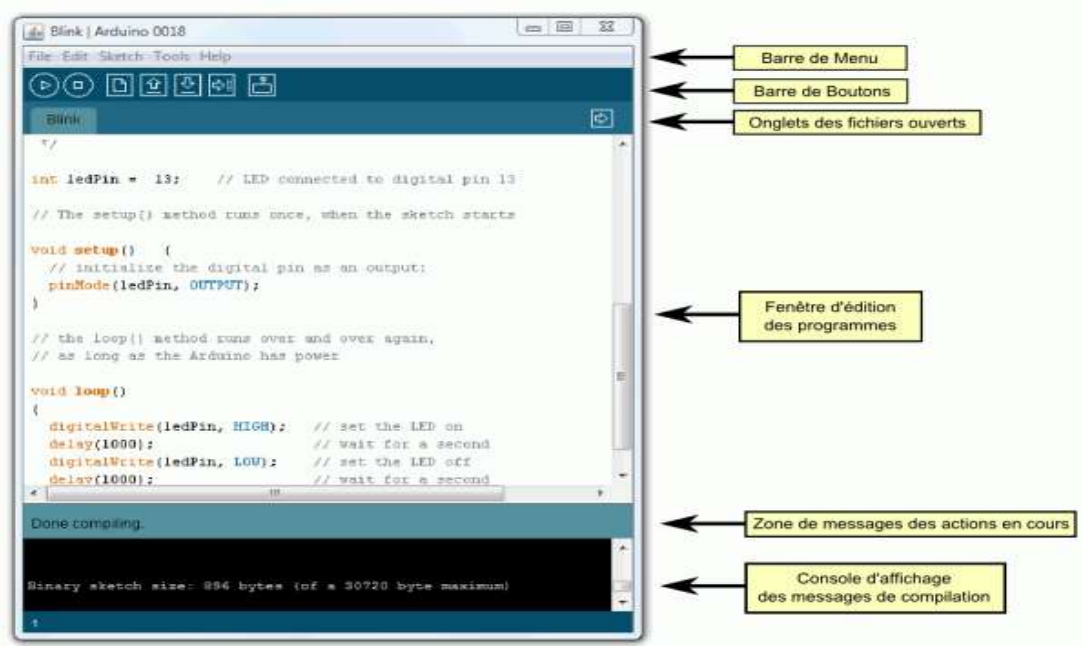 Blink | Arduino 0018
File Edit Sketch Tools Help
Blink
*/
int ledPin = 13; // LED connected to digital pin 13
// The setup() method runs once, when the sketch starts
void setup() {
// initialize the digital pin as an output:
pinMode(ledPin, OUTPUT);
}
// the loop() method runs over and over again,
// as long as the Arduino has power
void loop()
{
digitalWrite(ledPin, HIGH); // set the LED on
delay(1000); // wait for a second
digitalWrite(ledPin, LOW); // set the LED off
delay(1000); // wait for a second
Done compiling.
Binary sketch size: 896 bytes (of a 30720 byte maximum)
1
Barre de Menu
Barre de Boutons
Onglets des fichiers ouverts
Fenêtre d'édition
des programmes
Zone de messages des actions en cours
Console d'affichage
des messages de compilation